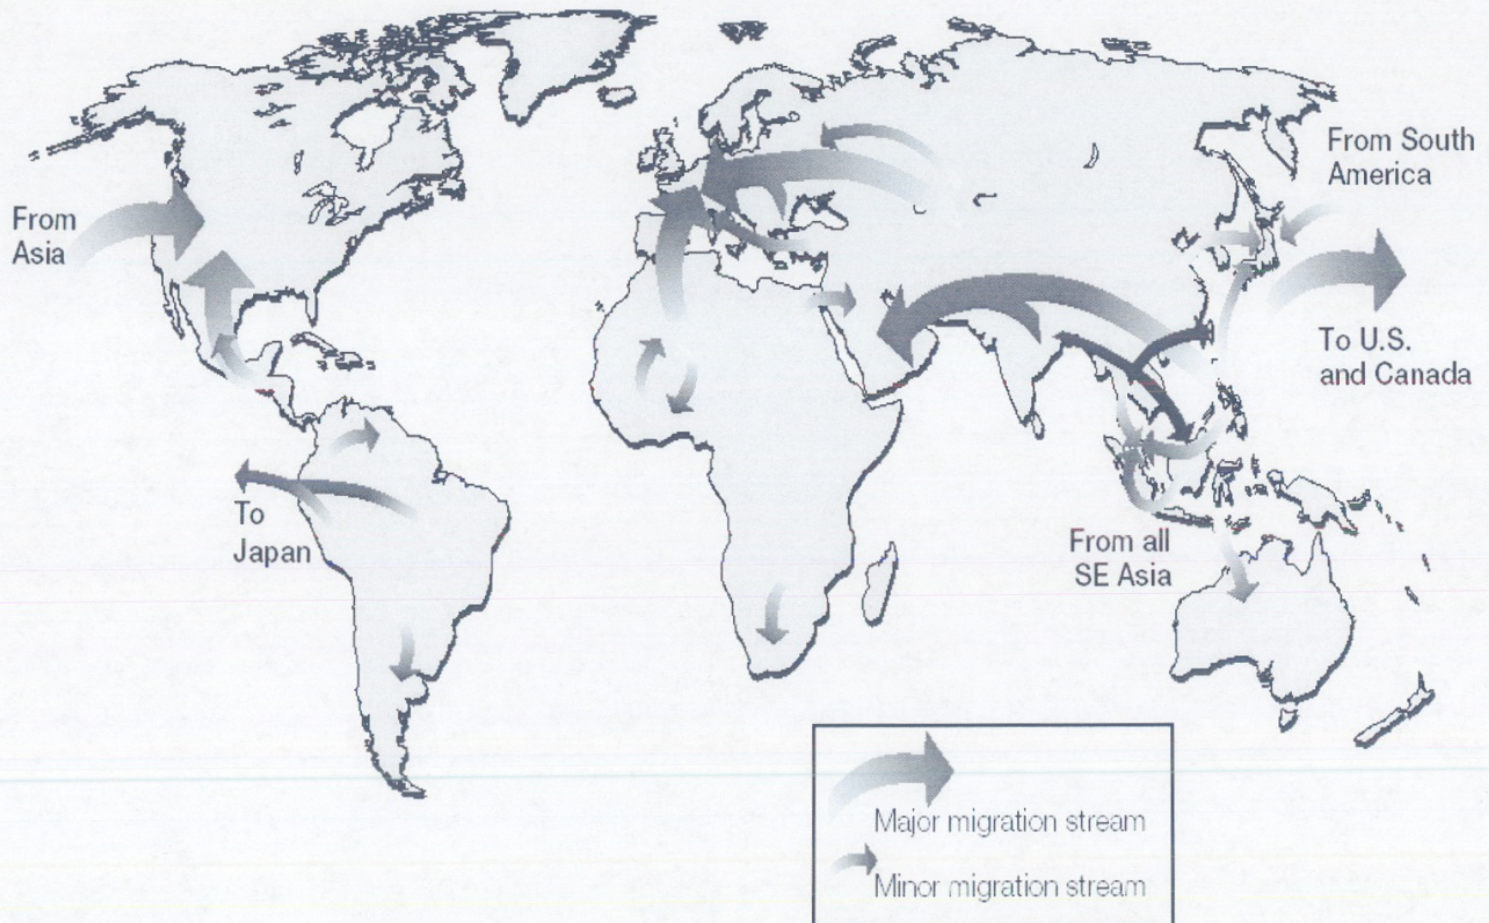 From
Asia
From South
America
To U.S.
and Canada
To
Japan
From all
SE Asia
Major migration stream
Minor migration stream